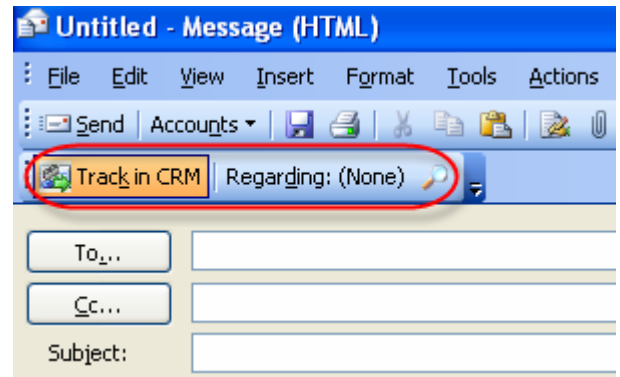 Untitled - Message (HTML)
File Edit View Insert Format Tools Actions
Send Accounts
Track in CRM Regarding: (None)
To...
Cc...
Subject: